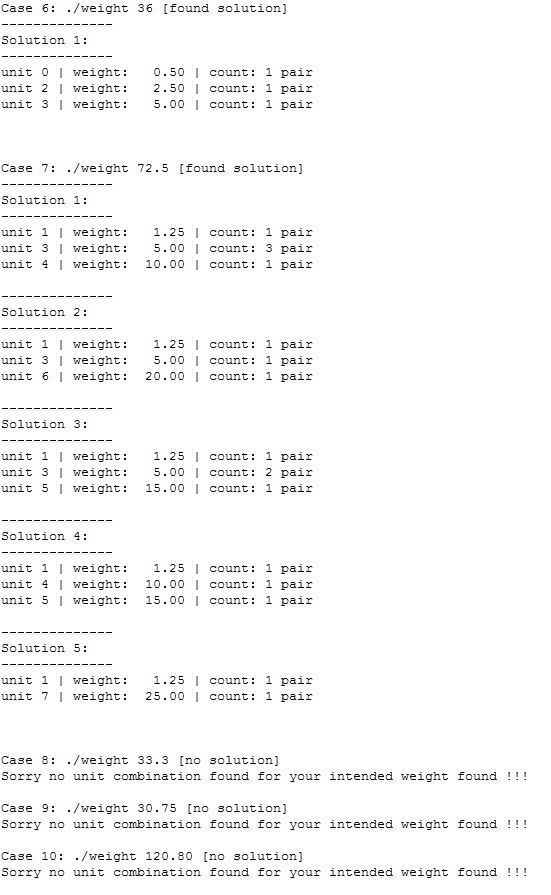 Case 6: ./weight 36 [found solution]
--------------
Solution 1:
--------------
unit 0 | weight:   0.50 | count: 1 pair
unit 2 | weight:   2.50 | count: 1 pair
unit 3 | weight:   5.00 | count: 1 pair
Case 7: ./weight 72.5 [found solution]
--------------
Solution 1:
--------------
unit 1 | weight:   1.25 | count: 1 pair
unit 3 | weight:   5.00 | count: 3 pair
unit 4 | weight:  10.00 | count: 1 pair
--------------
Solution 2:
--------------
unit 1 | weight:   1.25 | count: 1 pair
unit 3 | weight:   5.00 | count: 1 pair
unit 6 | weight:  20.00 | count: 1 pair
--------------
Solution 3:
--------------
unit 1 | weight:   1.25 | count: 1 pair
unit 3 | weight:   5.00 | count: 2 pair
unit 5 | weight:  15.00 | count: 1 pair
--------------
Solution 4:
--------------
unit 1 | weight:   1.25 | count: 1 pair
unit 4 | weight:  10.00 | count: 1 pair
unit 5 | weight:  15.00 | count: 1 pair
--------------
Solution 5:
--------------
unit 1 | weight:   1.25 | count: 1 pair
unit 7 | weight:  25.00 | count: 1 pair
Case 8: ./weight 33.3 [no solution]
Sorry no unit combination found for your intended weight found !!!
Case 9: ./weight 30.75 [no solution]
Sorry no unit combination found for your intended weight found !!!
Case 10: ./weight 120.80 [no solution]
Sorry no unit combination found for your intended weight found !!!